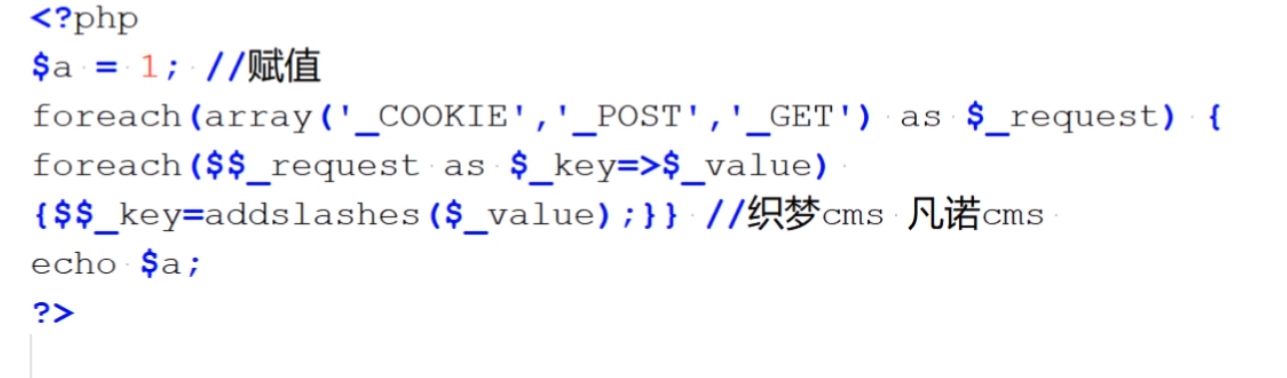 <?php
$a = 1; //赋值
foreach(array('_COOKIE','_POST','_GET') as $_request) {
foreach($$_request as $_key=>$_value)
{$$_key=addslashes($_value);}} //织梦cms 凡诺cms
echo $a;
?>